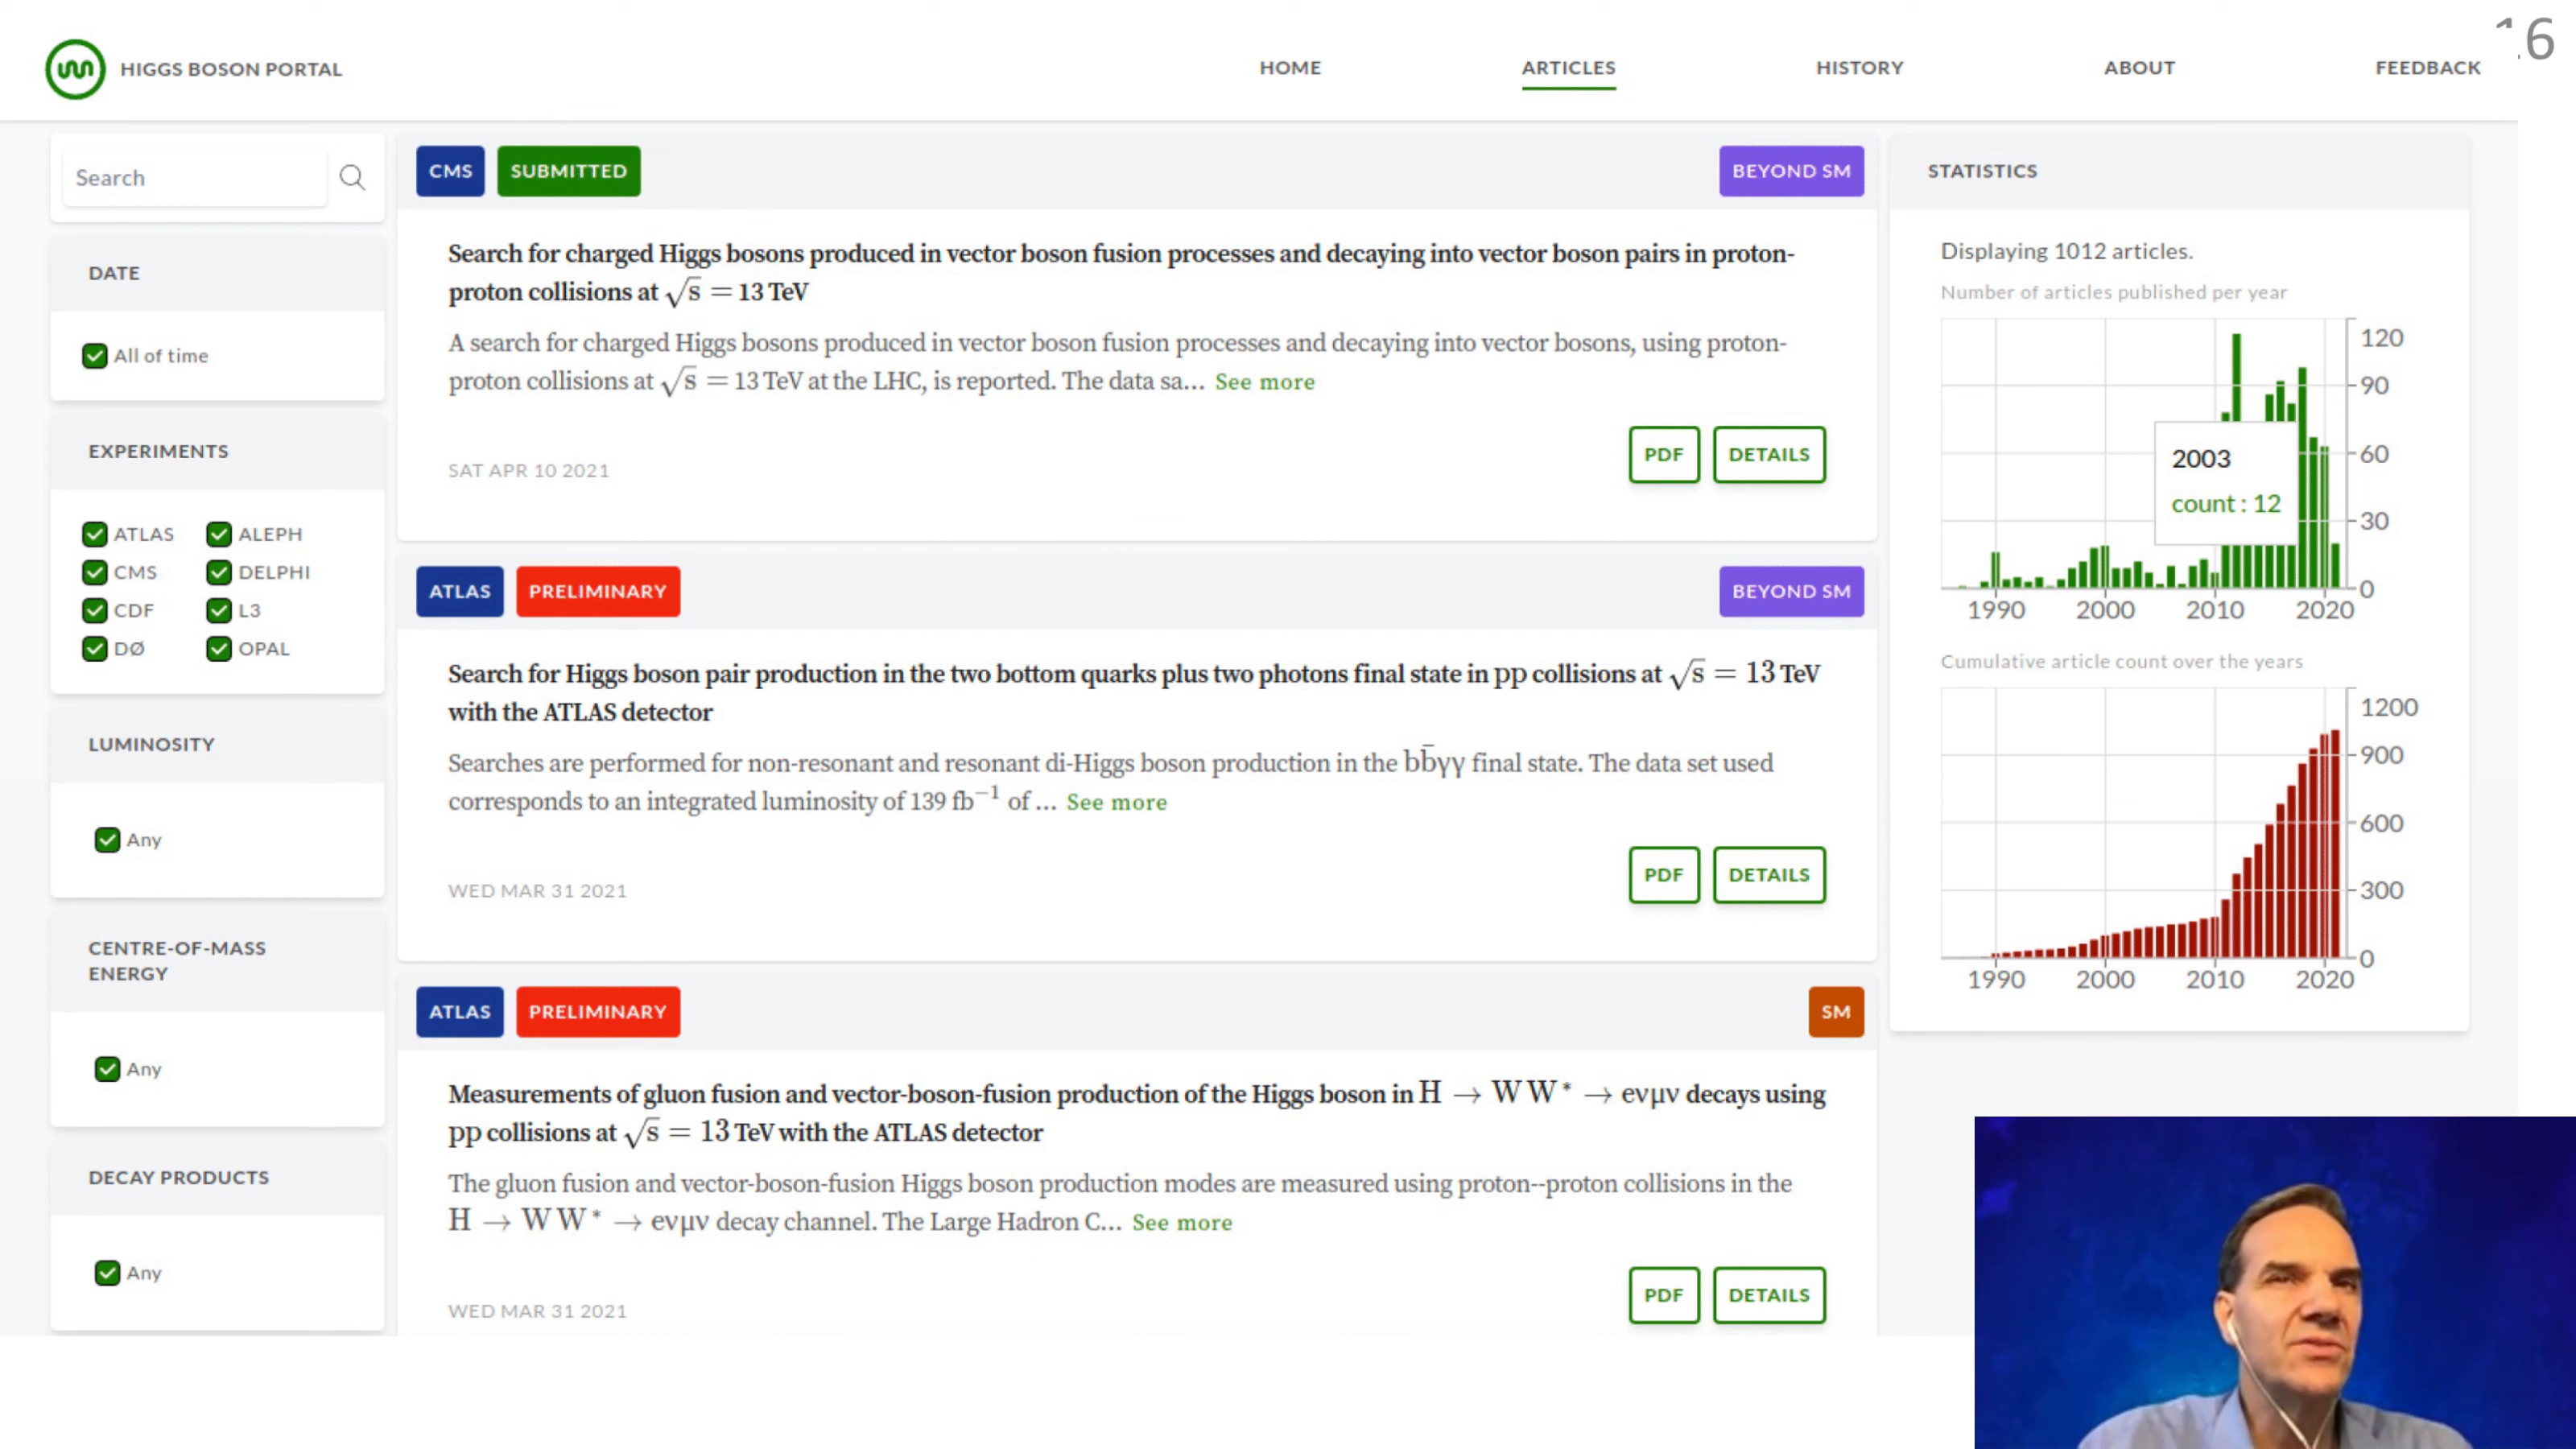 HIGGS BOSON PORTAL
HOME
ARTICLES
HISTORY
ABOUT
FEEDBACK
16
Search
DATE
All of time
EXPERIMENTS
ATLAS
ALEPH
CMS
DELPHI
CDF
L3
DØ
OPAL
LUMINOSITY
Any
CENTRE-OF-MASS
ENERGY
Any
DECAY PRODUCTS
Any
CMS
SUBMITTED
BEYOND SM
Search for charged Higgs bosons produced in vector boson fusion processes and decaying into vector boson pairs in proton-
proton collisions at √s = 13 TeV
A search for charged Higgs bosons produced in vector boson fusion processes and decaying into vector bosons, using proton-
proton collisions at √s = 13 TeV at the LHC, is reported. The data sa... See more
SAT APR 10 2021
PDF
DETAILS
ATLAS
PRELIMINARY
BEYOND SM
Search for Higgs boson pair production in the two bottom quarks plus two photons final state in pp collisions at √s = 13 TeV
with the ATLAS detector
Searches are performed for non-resonant and resonant di-Higgs boson production in the bb̄γγ final state. The data set used
corresponds to an integrated luminosity of 139 fb⁻¹ of ... See more
WED MAR 31 2021
PDF
DETAILS
ATLAS
PRELIMINARY
SM
Measurements of gluon fusion and vector-boson-fusion production of the Higgs boson in H → W W* → eνμν decays using
pp collisions at √s = 13 TeV with the ATLAS detector
The gluon fusion and vector-boson-fusion Higgs boson production modes are measured using proton--proton collisions in the
H → W W* → eνμν decay channel. The Large Hadron C... See more
WED MAR 31 2021
PDF
DETAILS
STATISTICS
Displaying 1012 articles.
Number of articles published per year
120
90
60
30
0
2003
count : 12
1990
2000
2010
2020
Cumulative article count over the years
1200
900
600
300
0
1990
2000
2010
2020